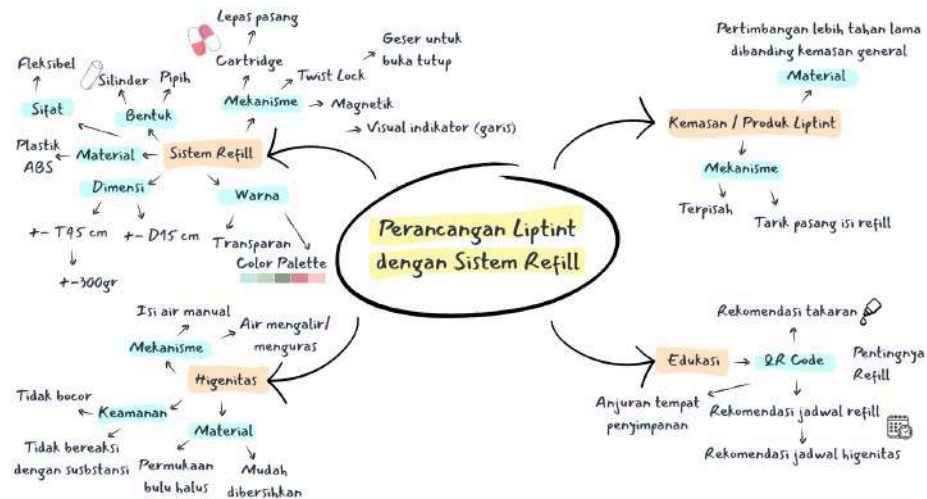 Perancangan Liptint
dengan Sistem Refill
Sistem Refill
Mekanisme
Cartridge
Lepas pasang
Twist Lock
Geser untuk
buka tutup
Magnetik
Visual indikator (garis)
Bentuk
Silinder
Pipih
Sifat
Fleksibel
Material
Plastik
ABS
Dimensi
+- T95 cm
+-300gr
+- D15 cm
Warna
Transparan
Color Palette
Kemasan / Produk Liptint
Material
Pertimbangan lebih tahan lama
dibanding kemasan general
Mekanisme
Terpisah
Tarik pasang isi refill
Higenitas
Mekanisme
Isi air manual
Air mengalir/
menguras
Keamanan
Tidak bocor
Tidak bereaksi
dengan susbstansi
Material
Permukaan
bulu halus
Mudah
dibersihkan
Edukasi
QR Code
Rekomendasi takaran
Pentingnya
Refill
Anjuran tempat
penyimpanan
Rekomendasi jadwal refill
Rekomendasi jadwal higenitas